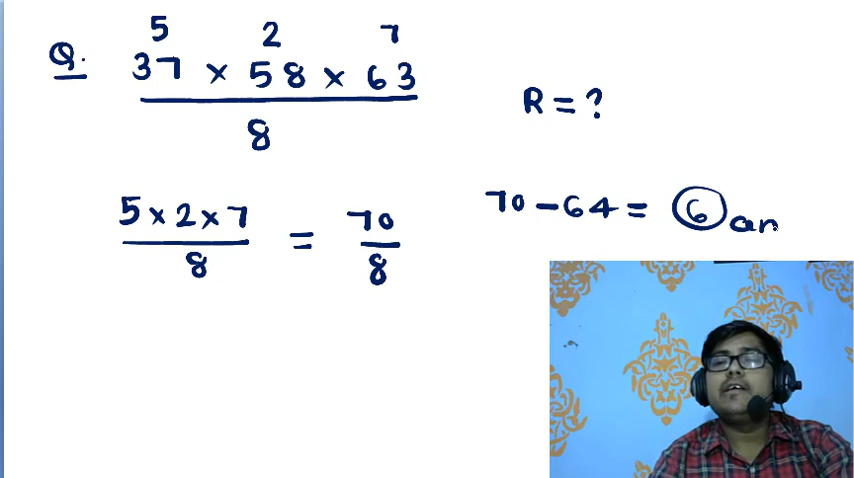 5 2 7
Q. 37 × 58 × 63
8
R = ?
5 × 2 × 7 = 70
8 8
70 - 64 = 6 an